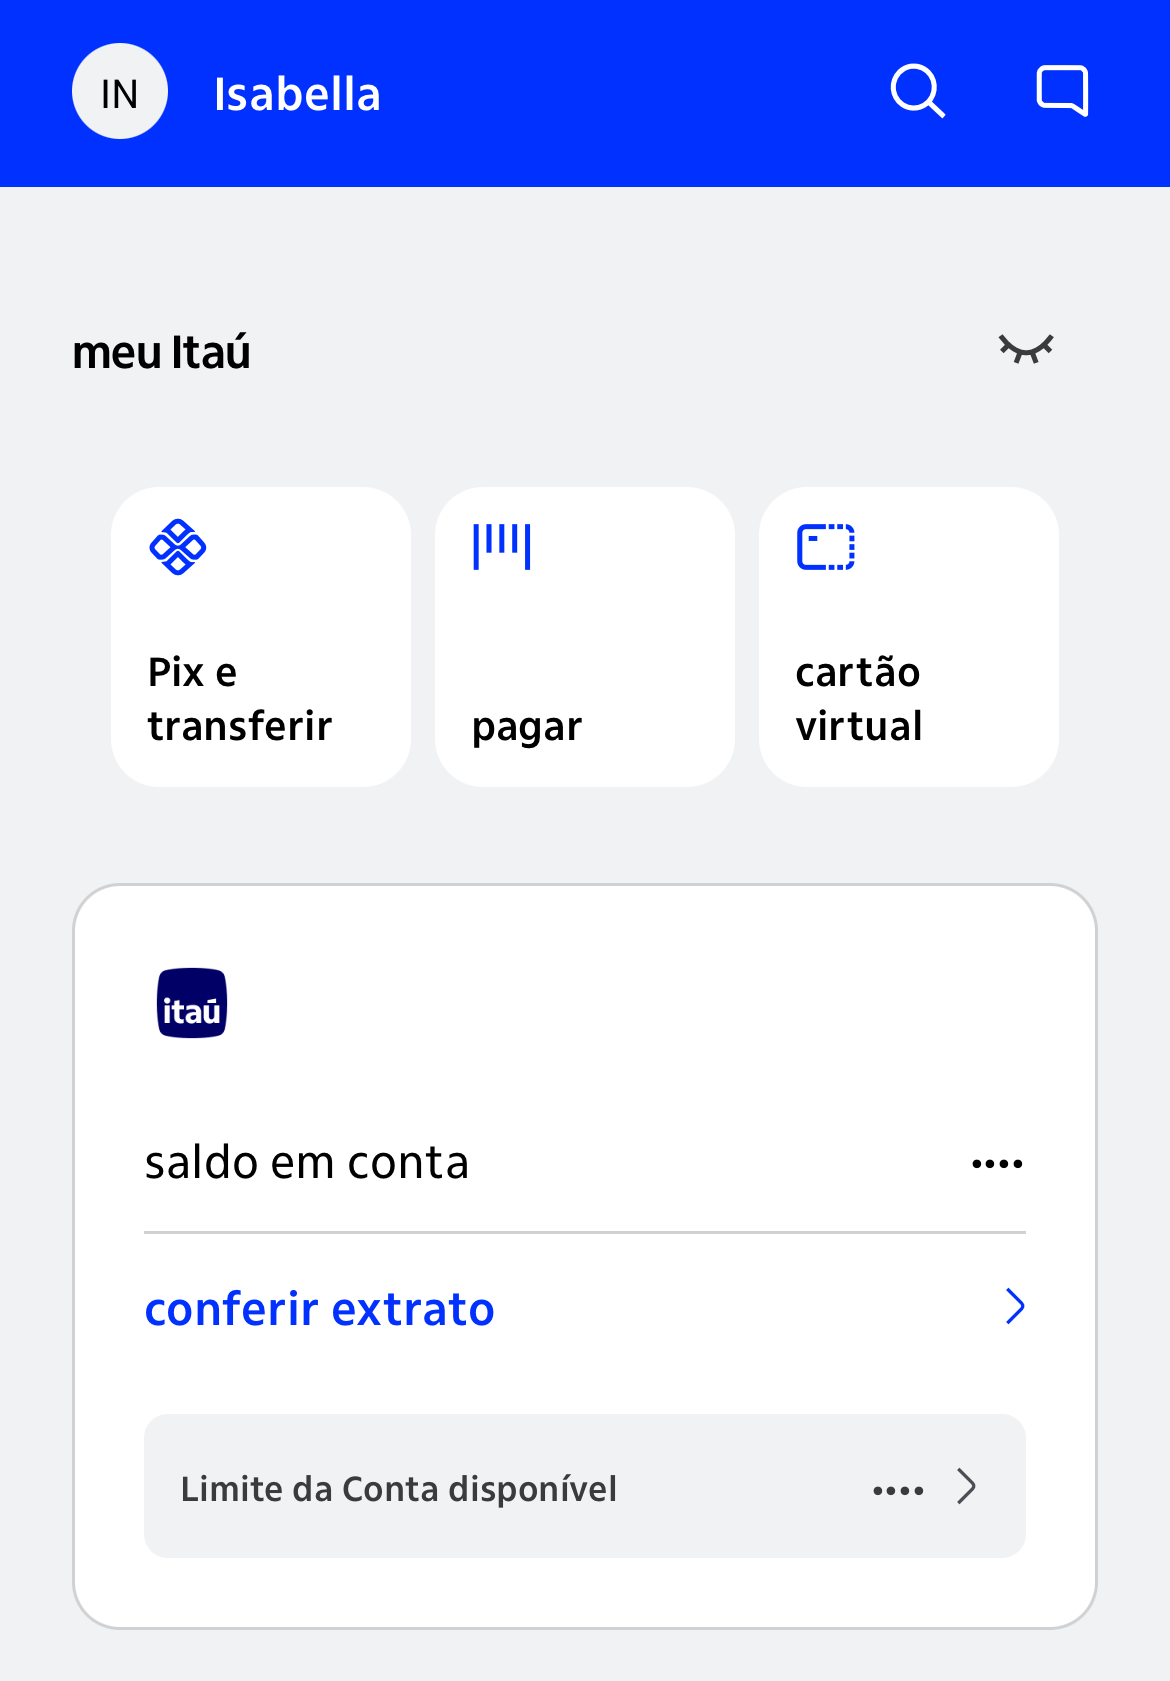 IN Isabella
meu Itaú
Pix e
transferir
pagar
cartão
virtual
itaú
saldo em conta ••••
conferir extrato
Limite da Conta disponível ••••